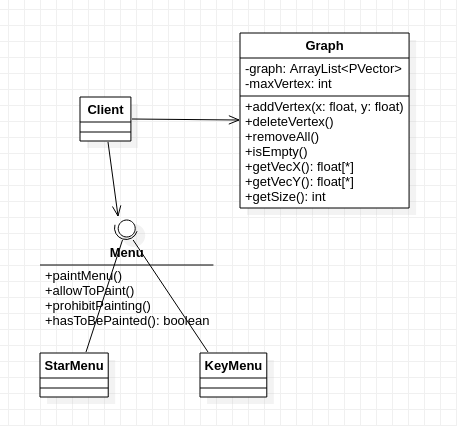 Graph
-graph: ArrayList<PVector>
-maxVertex: int
+addVertex(x: float, y: float)
+deleteVertex()
+removeAll()
+isEmpty()
+getVecX(): float[*]
+getVecY(): float[*]
+getSize(): int
Client
Menu
+paintMenu()
+allowToPaint()
+prohibitPainting()
+hasToBePainted(): boolean
StarMenu
KeyMenu